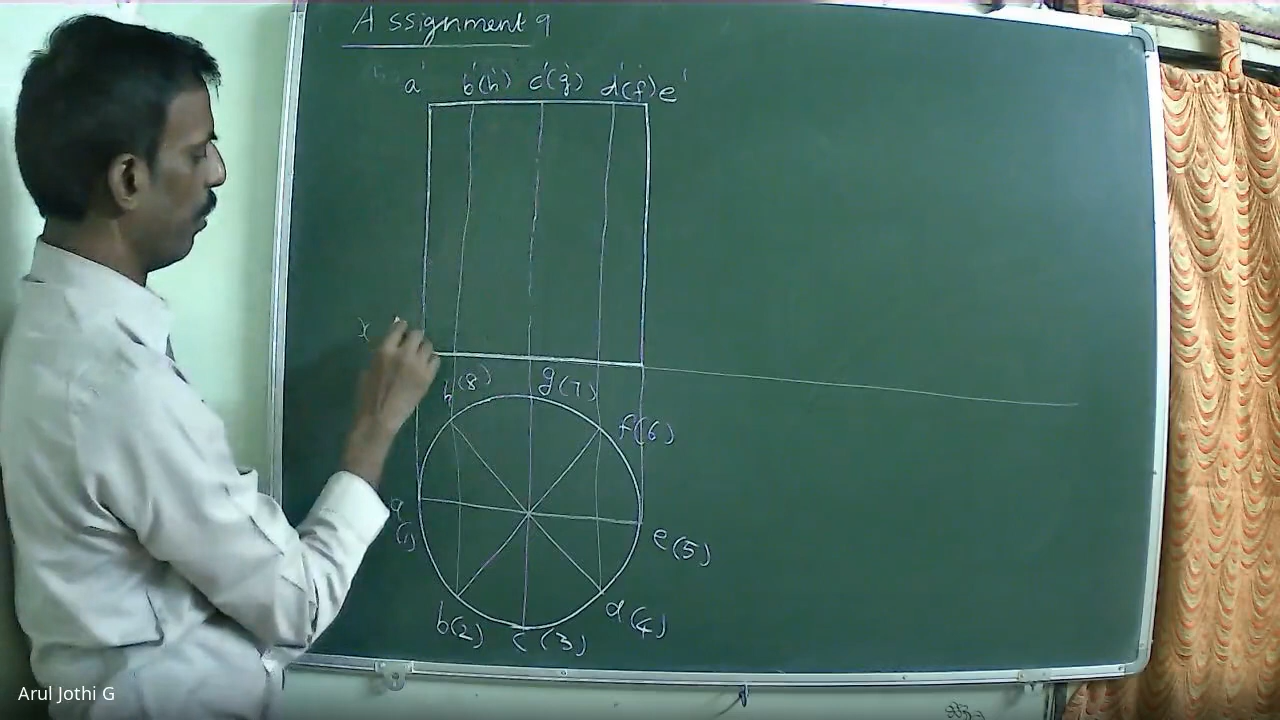 Assignment 9
a' b'(h') c'(g') d'(f') e'
x
h(8) g(7)
f(6)
a
(1)
e(5)
d(4)
b(2) c(3)
Arul Jothi G